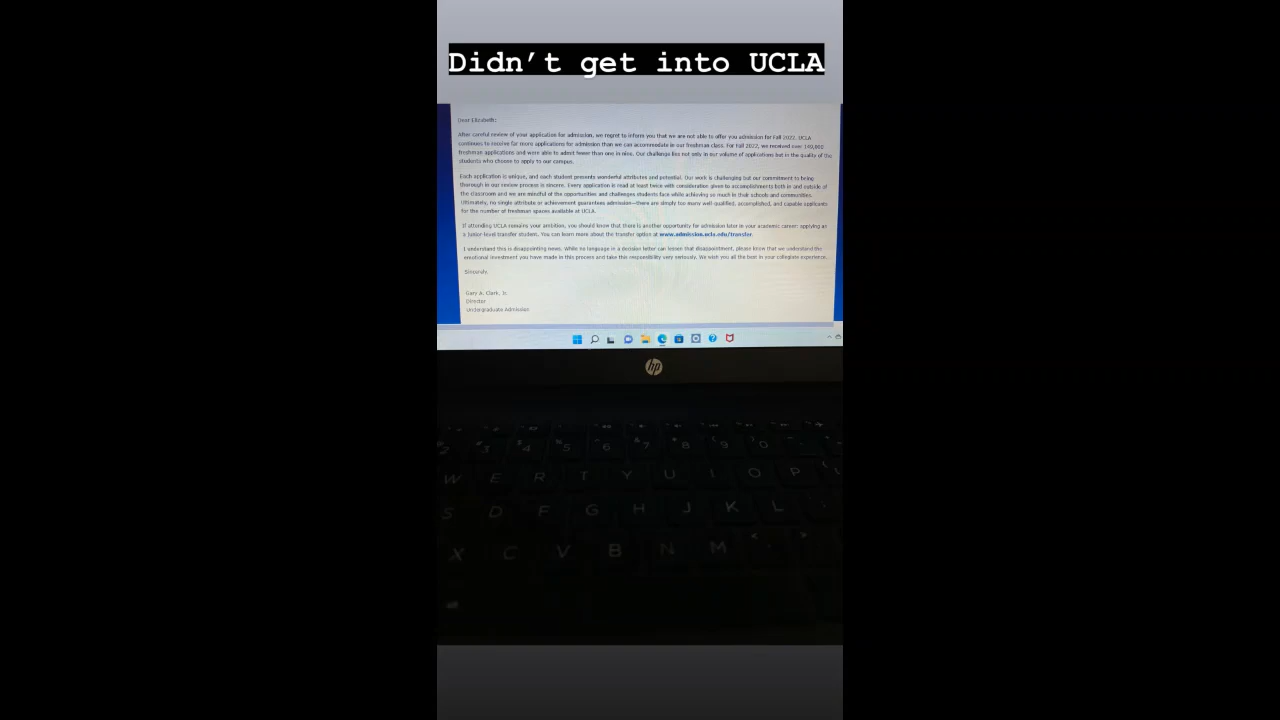 Didn't get into UCLA
Dear Elizabeth:
After careful review of your application for admission, we regret to inform you that we are not able to offer you admission for Fall 2022. UCLA
continues to receive far more applications for admission than we can accommodate in our freshman class. For Fall 2022, we received over 149,000
freshman applications and were able to admit fewer than one in nine. Our challenge lies not only in our volume of applications but in the quality of the
students who choose to apply to our campus.
Each application is unique, and each student presents wonderful attributes and potential. Our work is challenging but our commitment to being
thorough in our review process is sincere. Every application is read at least twice with consideration given to accomplishments both in and outside of
the classroom and we are mindful of the opportunities and challenges students face while achieving so much in their schools and communities.
Ultimately, no single attribute or achievement guarantees admission—there are simply too many well qualified, accomplished, and capable applicants
for the number of freshman spaces available at UCLA.
If attending UCLA remains your ambition, you should know that there is another opportunity for admission later in your academic career: applying as
a junior-level transfer student. You can learn more about the transfer option at www.admission.ucla.edu/transfer.
I understand this is disappointing news. While no language in a decision letter can lessen that disappointment, please know that we understand the
emotional investment you have made in this process and take this responsibility very seriously. We wish you all the best in your collegiate experience.
Sincerely,
Gary A. Clark, Jr.
Director
Undergraduate Admission
hp
2 3 4 5 6 7 8 9 0
W E R T Y U I O P
S D F G H J K L
X C V B N M